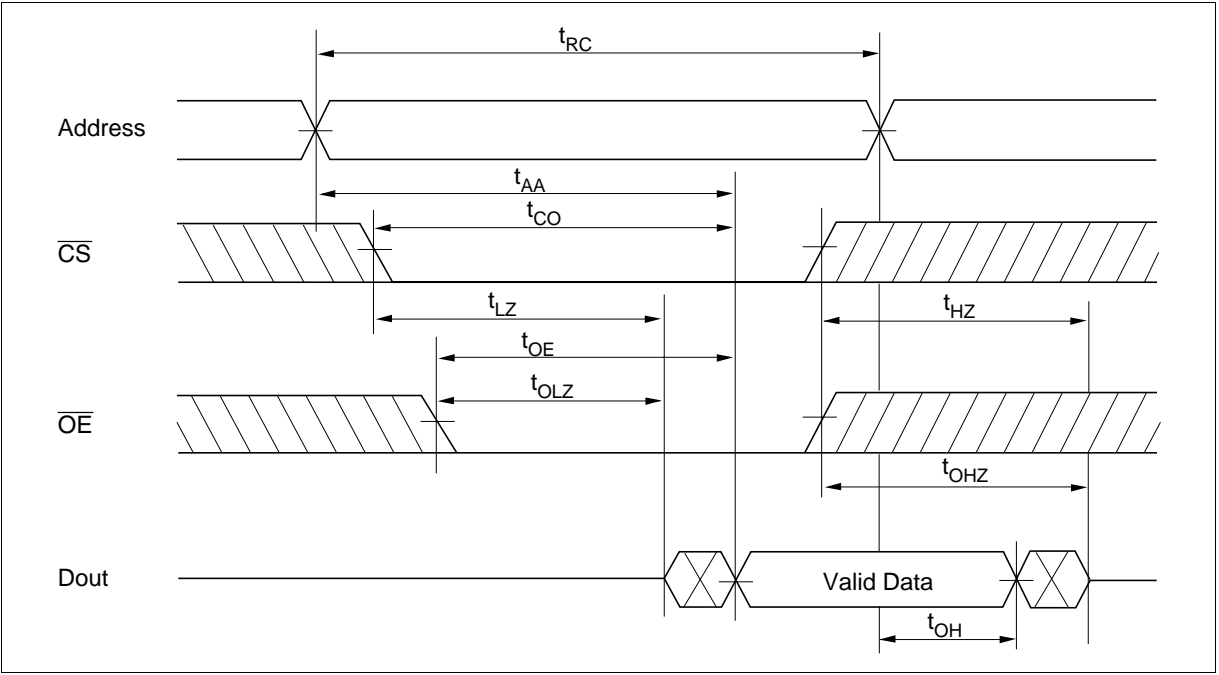 tRC
Address
tAA
tCO
CS
tLZ
tHZ
tOE
tOLZ
OE
tOHZ
Dout
Valid Data
tOH